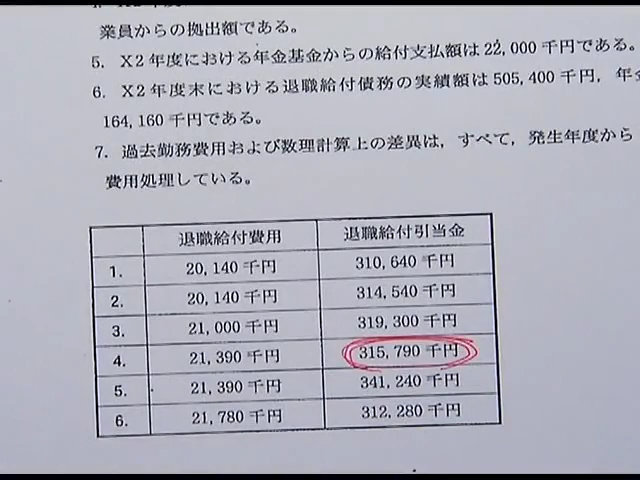 業員からの拠出額である。
5. X2年度における年金基金からの給付支払額は22,000千円である。
6. X2年度末における退職給付債務の実績額は505,400千円，年金
164,160千円である。
7. 過去勤務費用および数理計算上の差異は，すべて，発生年度から
費用処理している。
退職給付費用 退職給付引当金
1. 20,140千円 310,640千円
2. 20,140千円 314,540千円
3. 21,000千円 319,300千円
4. 21,390千円 315,790千円
5. 21,390千円 341,240千円
6. 21,780千円 312,280千円